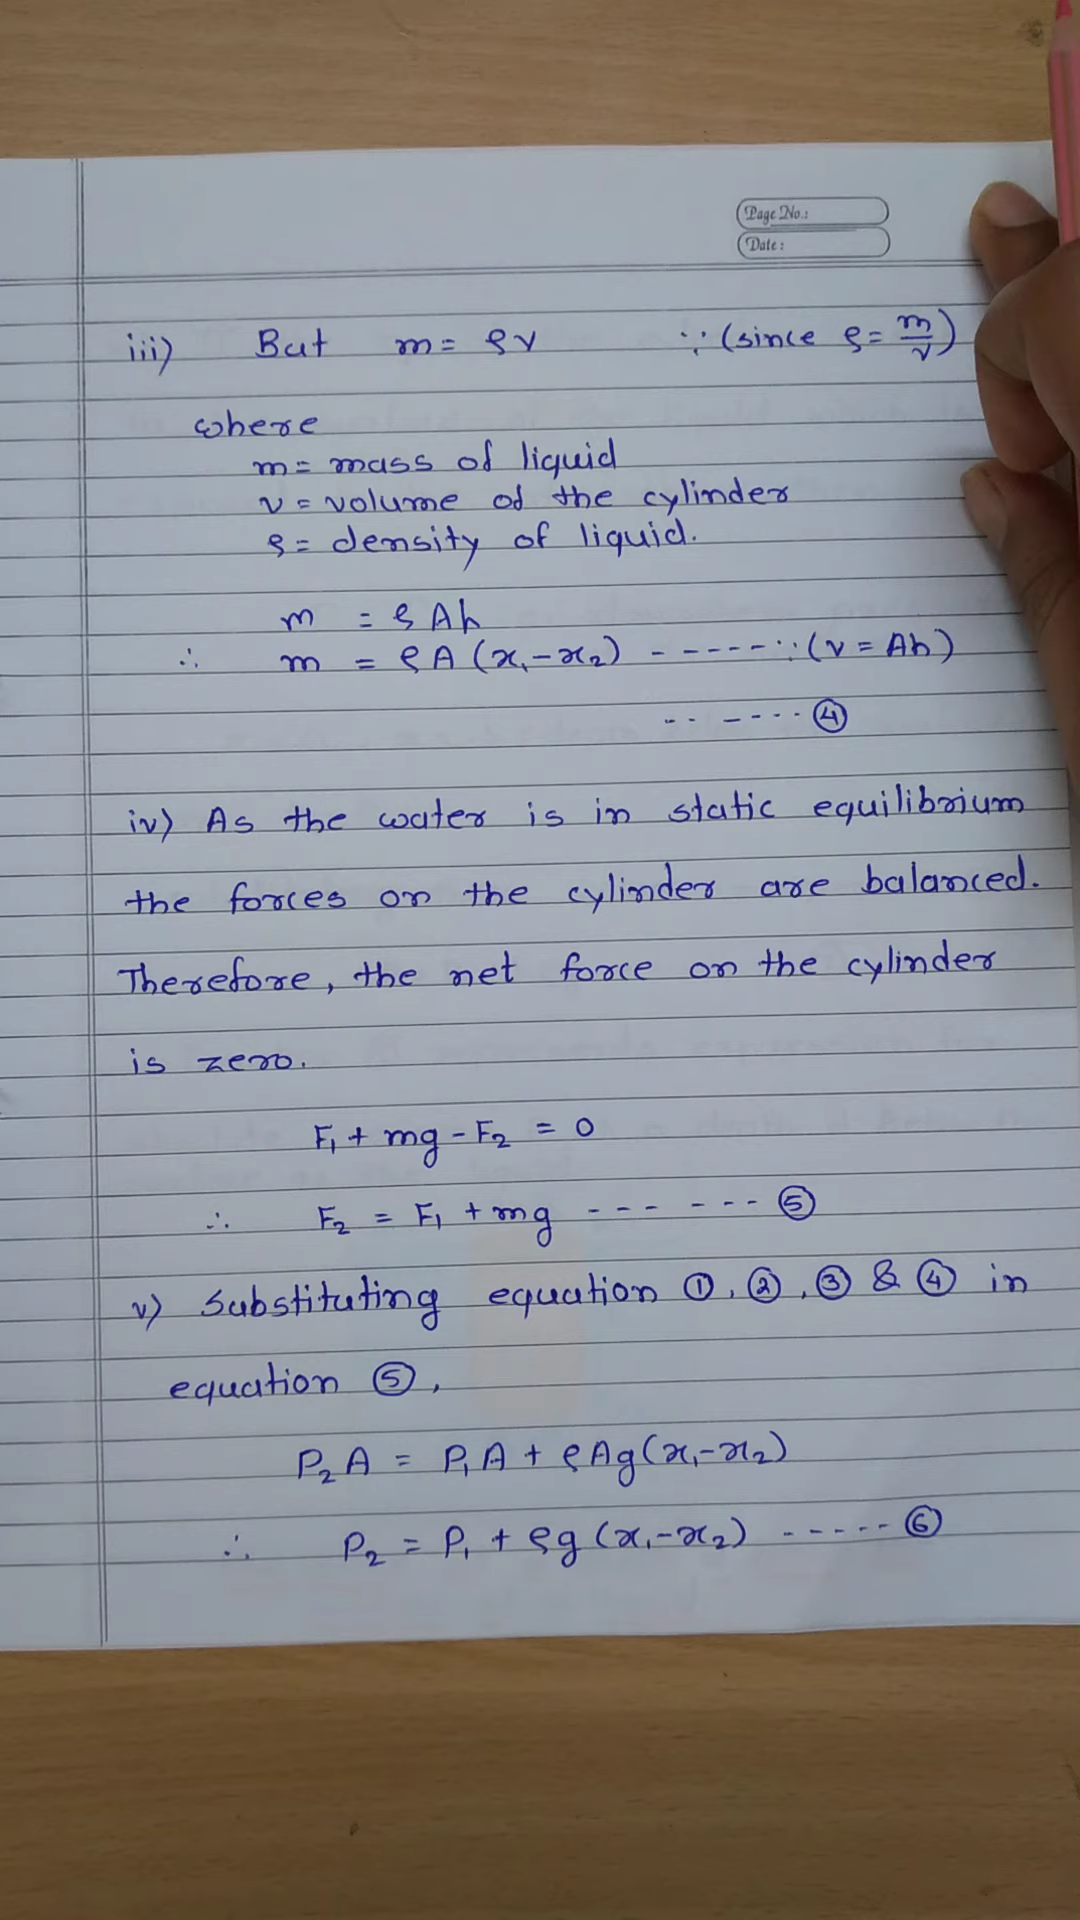 Page No.:
Date :
iii) But m = ρv ∵ (since ρ = m/v)
where
m = mass of liquid
v = volume of the cylinder
ρ = density of liquid.
m = ρAh
∴ m = ρA(x₁-x₂) ------ ∵ (v = Ah)
-- ----- ④
iv) As the water is in static equilibrium
the forces on the cylinder are balanced.
Therefore, the net force on the cylinder
is zero.
F₁ + mg - F₂ = 0
∴ F₂ = F₁ + mg --- --- ⑤
v) Substituting equation ①, ②, ③ & ④ in
equation ⑤,
P₂A = P₁A + ρAg(x₁-x₂)
∴ P₂ = P₁ + ρg(x₁-x₂) ----- ⑥